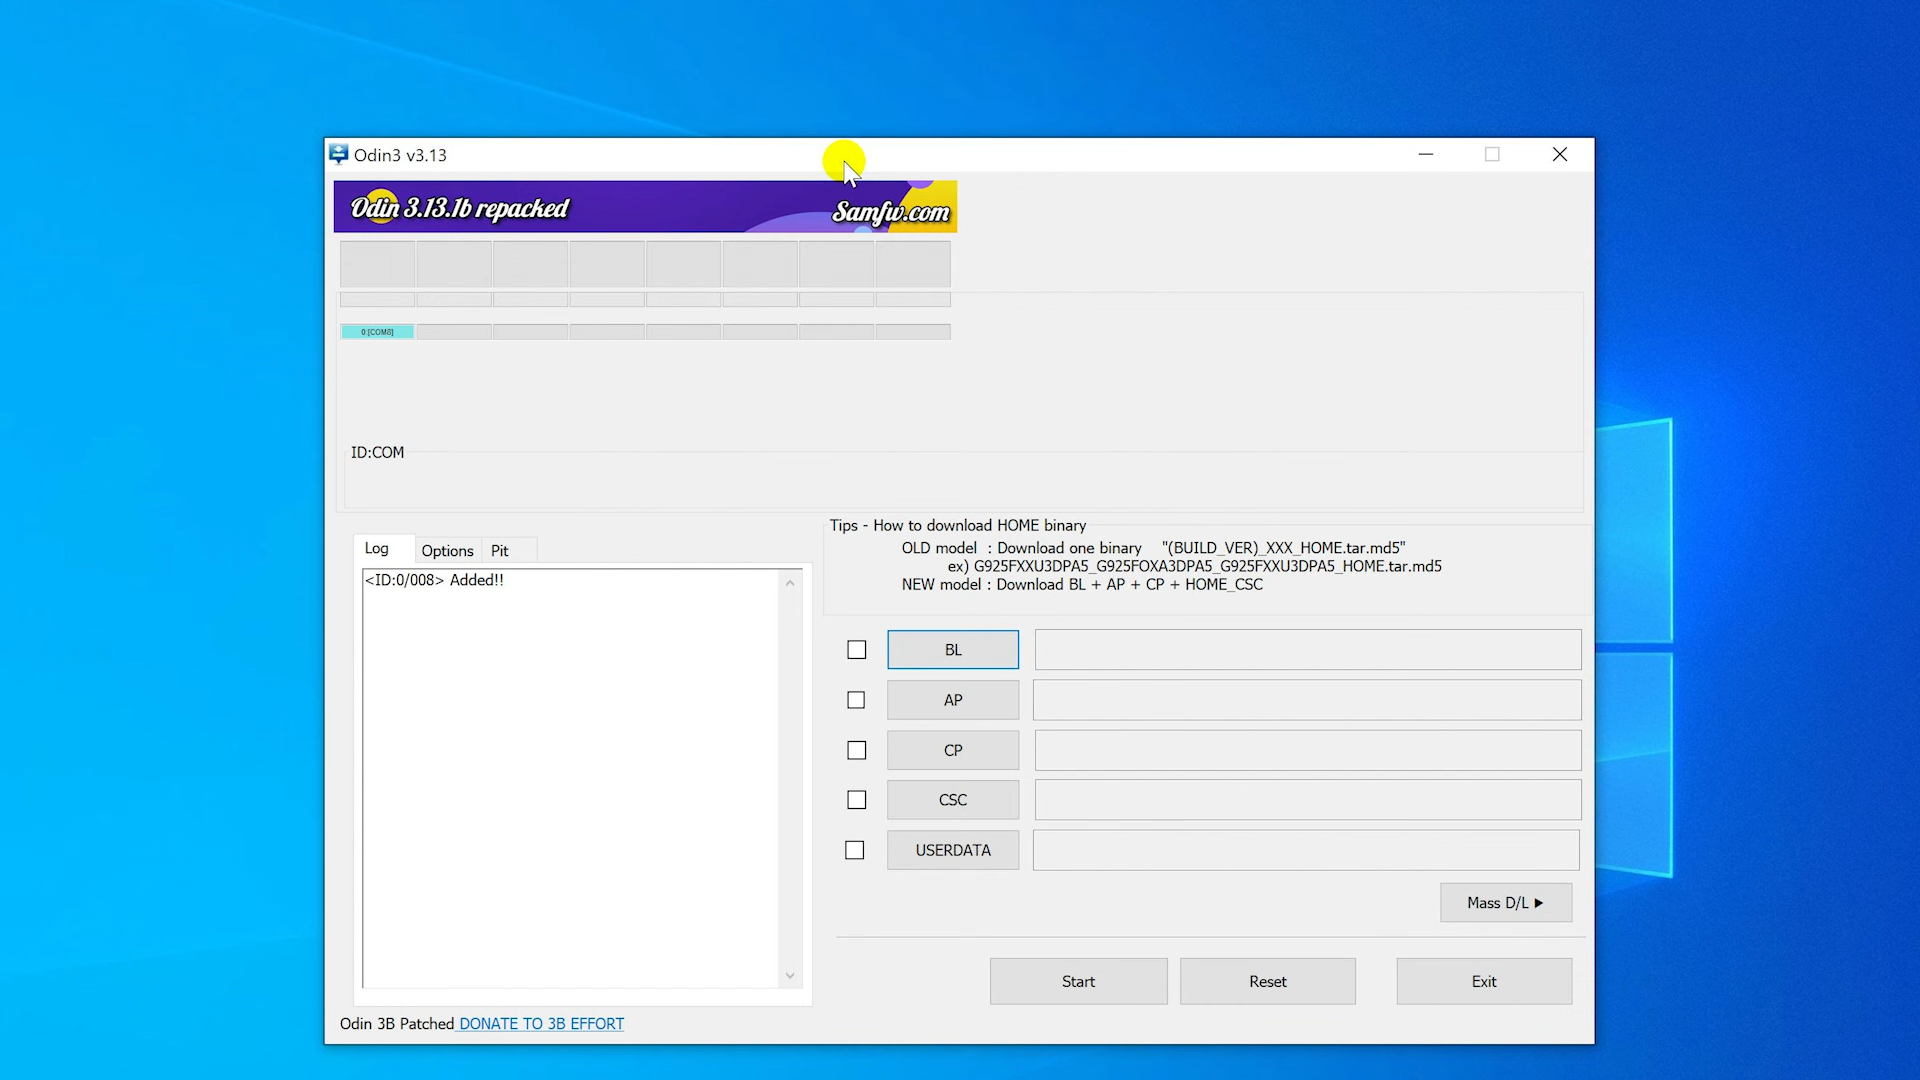 Odin3 v3.13
Odin 3.13.1b repacked
Samfw.com
0:[COM8]
ID:COM
Log
Options
Pit
<ID:0/008> Added!!
Tips - How to download HOME binary
OLD model : Download one binary "(BUILD_VER)_XXX_HOME.tar.md5"
ex) G925FXXU3DPA5_G925FOXA3DPA5_G925FXXU3DPA5_HOME.tar.md5
NEW model : Download BL + AP + CP + HOME_CSC
BL
AP
CP
CSC
USERDATA
Mass D/L
Start
Reset
Exit
Odin 3B Patched DONATE TO 3B EFFORT